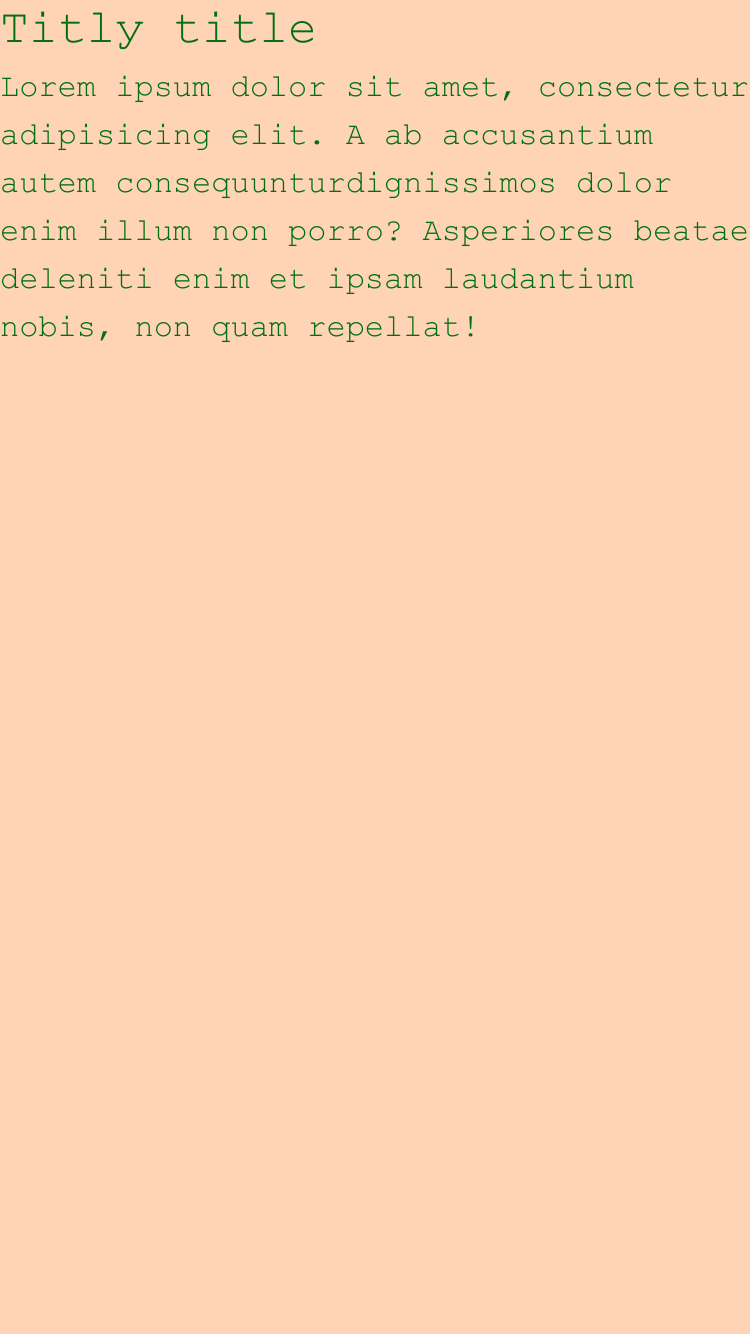 Titly title
Lorem ipsum dolor sit amet, consectetur
adipisicing elit. A ab accusantium
autem consequunturdignissimos dolor
enim illum non porro? Asperiores beatae
deleniti enim et ipsam laudantium
nobis, non quam repellat!